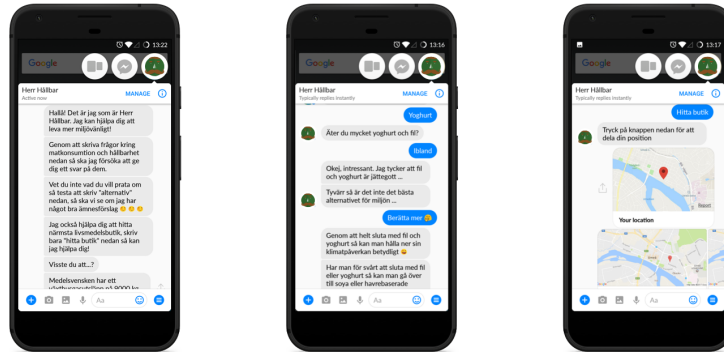 13:22
Google
Herr Hållbar
Active now
MANAGE
Hallå! Det är jag som är Herr
Hållbar. Jag kan hjälpa dig att
leva mer miljövänligt!
Genom att skriva frågor kring
matkonsumtion och hållbarhet
nedan så ska jag försöka att ge
dig ett svar på dem.
Vet du inte vad du vill prata om
så testa att skriv "alternativ"
nedan, så ska vi se om jag har
något bra ämnesförslag
Jag också hjälpa dig att hitta
närmsta livsmedelsbutik, skriv
bara "hitta butik" nedan så kan
jag hjälpa dig!
Visste du att...?
Medelsvensken har ett
växthusgasutsläpp på 9000 kg
Aa
13:16
Google
Herr Hållbar
Typically replies instantly
MANAGE
Yoghurt
Äter du mycket yoghurt och fil?
Ibland
Okej, intressant. Jag tycker att fil
och yoghurt är jättegott ...
Tyvärr så är det inte det bästa
alternativet för miljön ...
Berätta mer
Genom att helt sluta med fil och
yoghurt så kan man hålla ner sin
klimatpåverkan betydligt
Har man för svårt att sluta med fil
eller yoghurt så kan man gå över
till soya eller havrebaserade
Aa
13:17
Google
Herr Hållbar
Typically replies instantly
MANAGE
Hitta butik
Tryck på knappen nedan för att
dela din position
Report
Your location
Aa